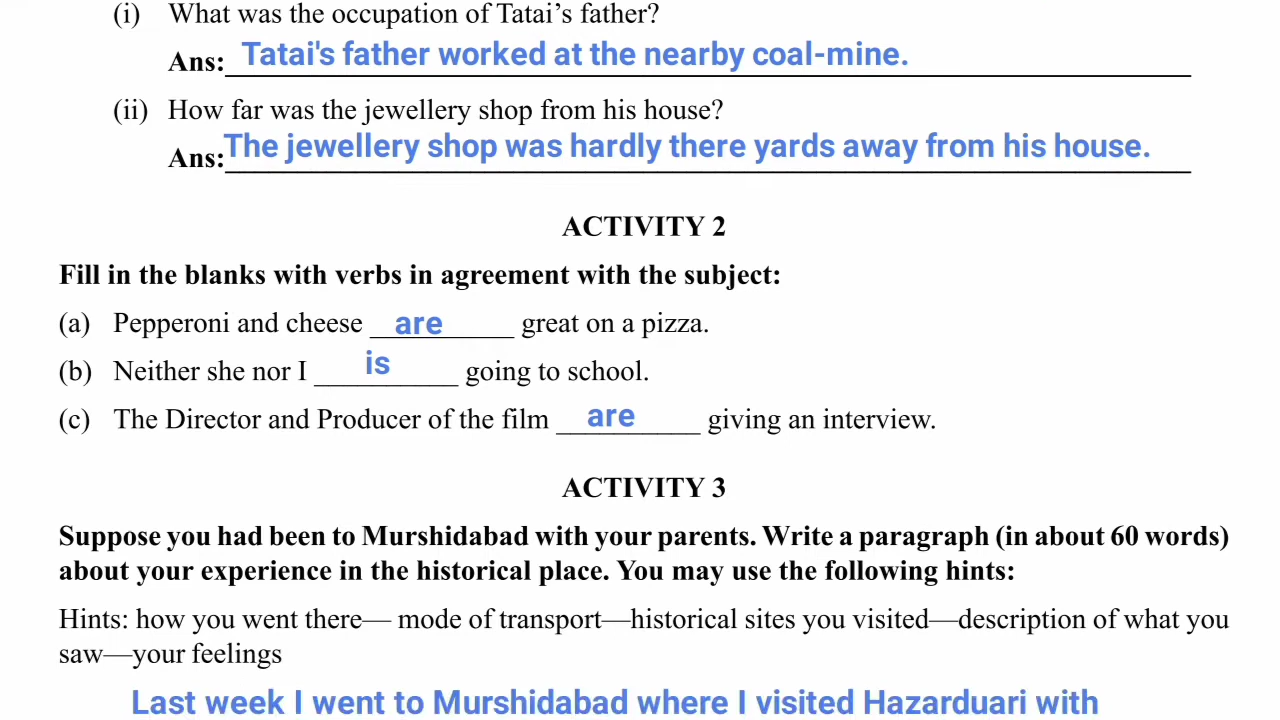 (i) What was the occupation of Tatai’s father?
Ans: Tatai's father worked at the nearby coal-mine.
(ii) How far was the jewellery shop from his house?
Ans: The jewellery shop was hardly there yards away from his house.
ACTIVITY 2
Fill in the blanks with verbs in agreement with the subject:
(a) Pepperoni and cheese are great on a pizza.
(b) Neither she nor I is going to school.
(c) The Director and Producer of the film are giving an interview.
ACTIVITY 3
Suppose you had been to Murshidabad with your parents. Write a paragraph (in about 60 words)
about your experience in the historical place. You may use the following hints:
Hints: how you went there— mode of transport—historical sites you visited—description of what you
saw—your feelings
Last week I went to Murshidabad where I visited Hazarduari with